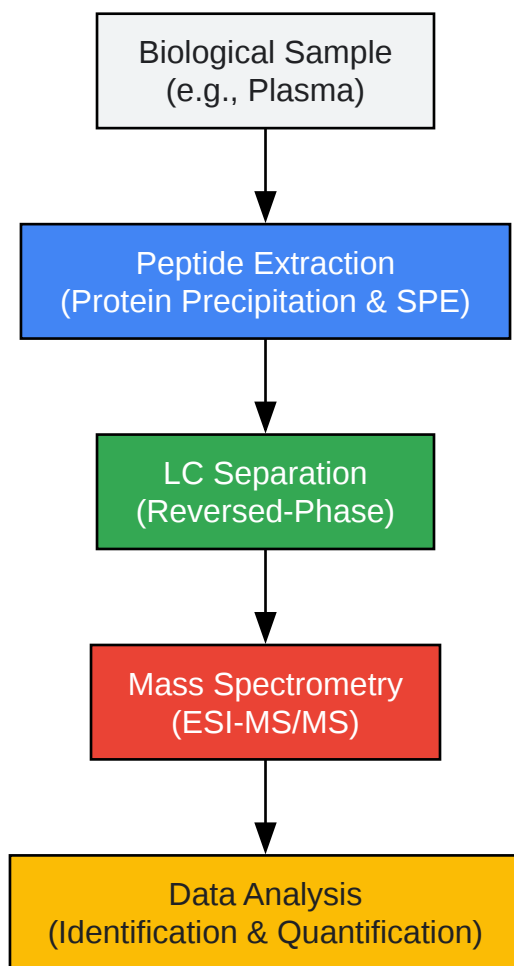 Biological Sample
(e.g., Plasma)
Peptide Extraction
(Protein Precipitation & SPE)
LC Separation
(Reversed-Phase)
Mass Spectrometry
(ESI-MS/MS)
Data Analysis
(Identification & Quantification)